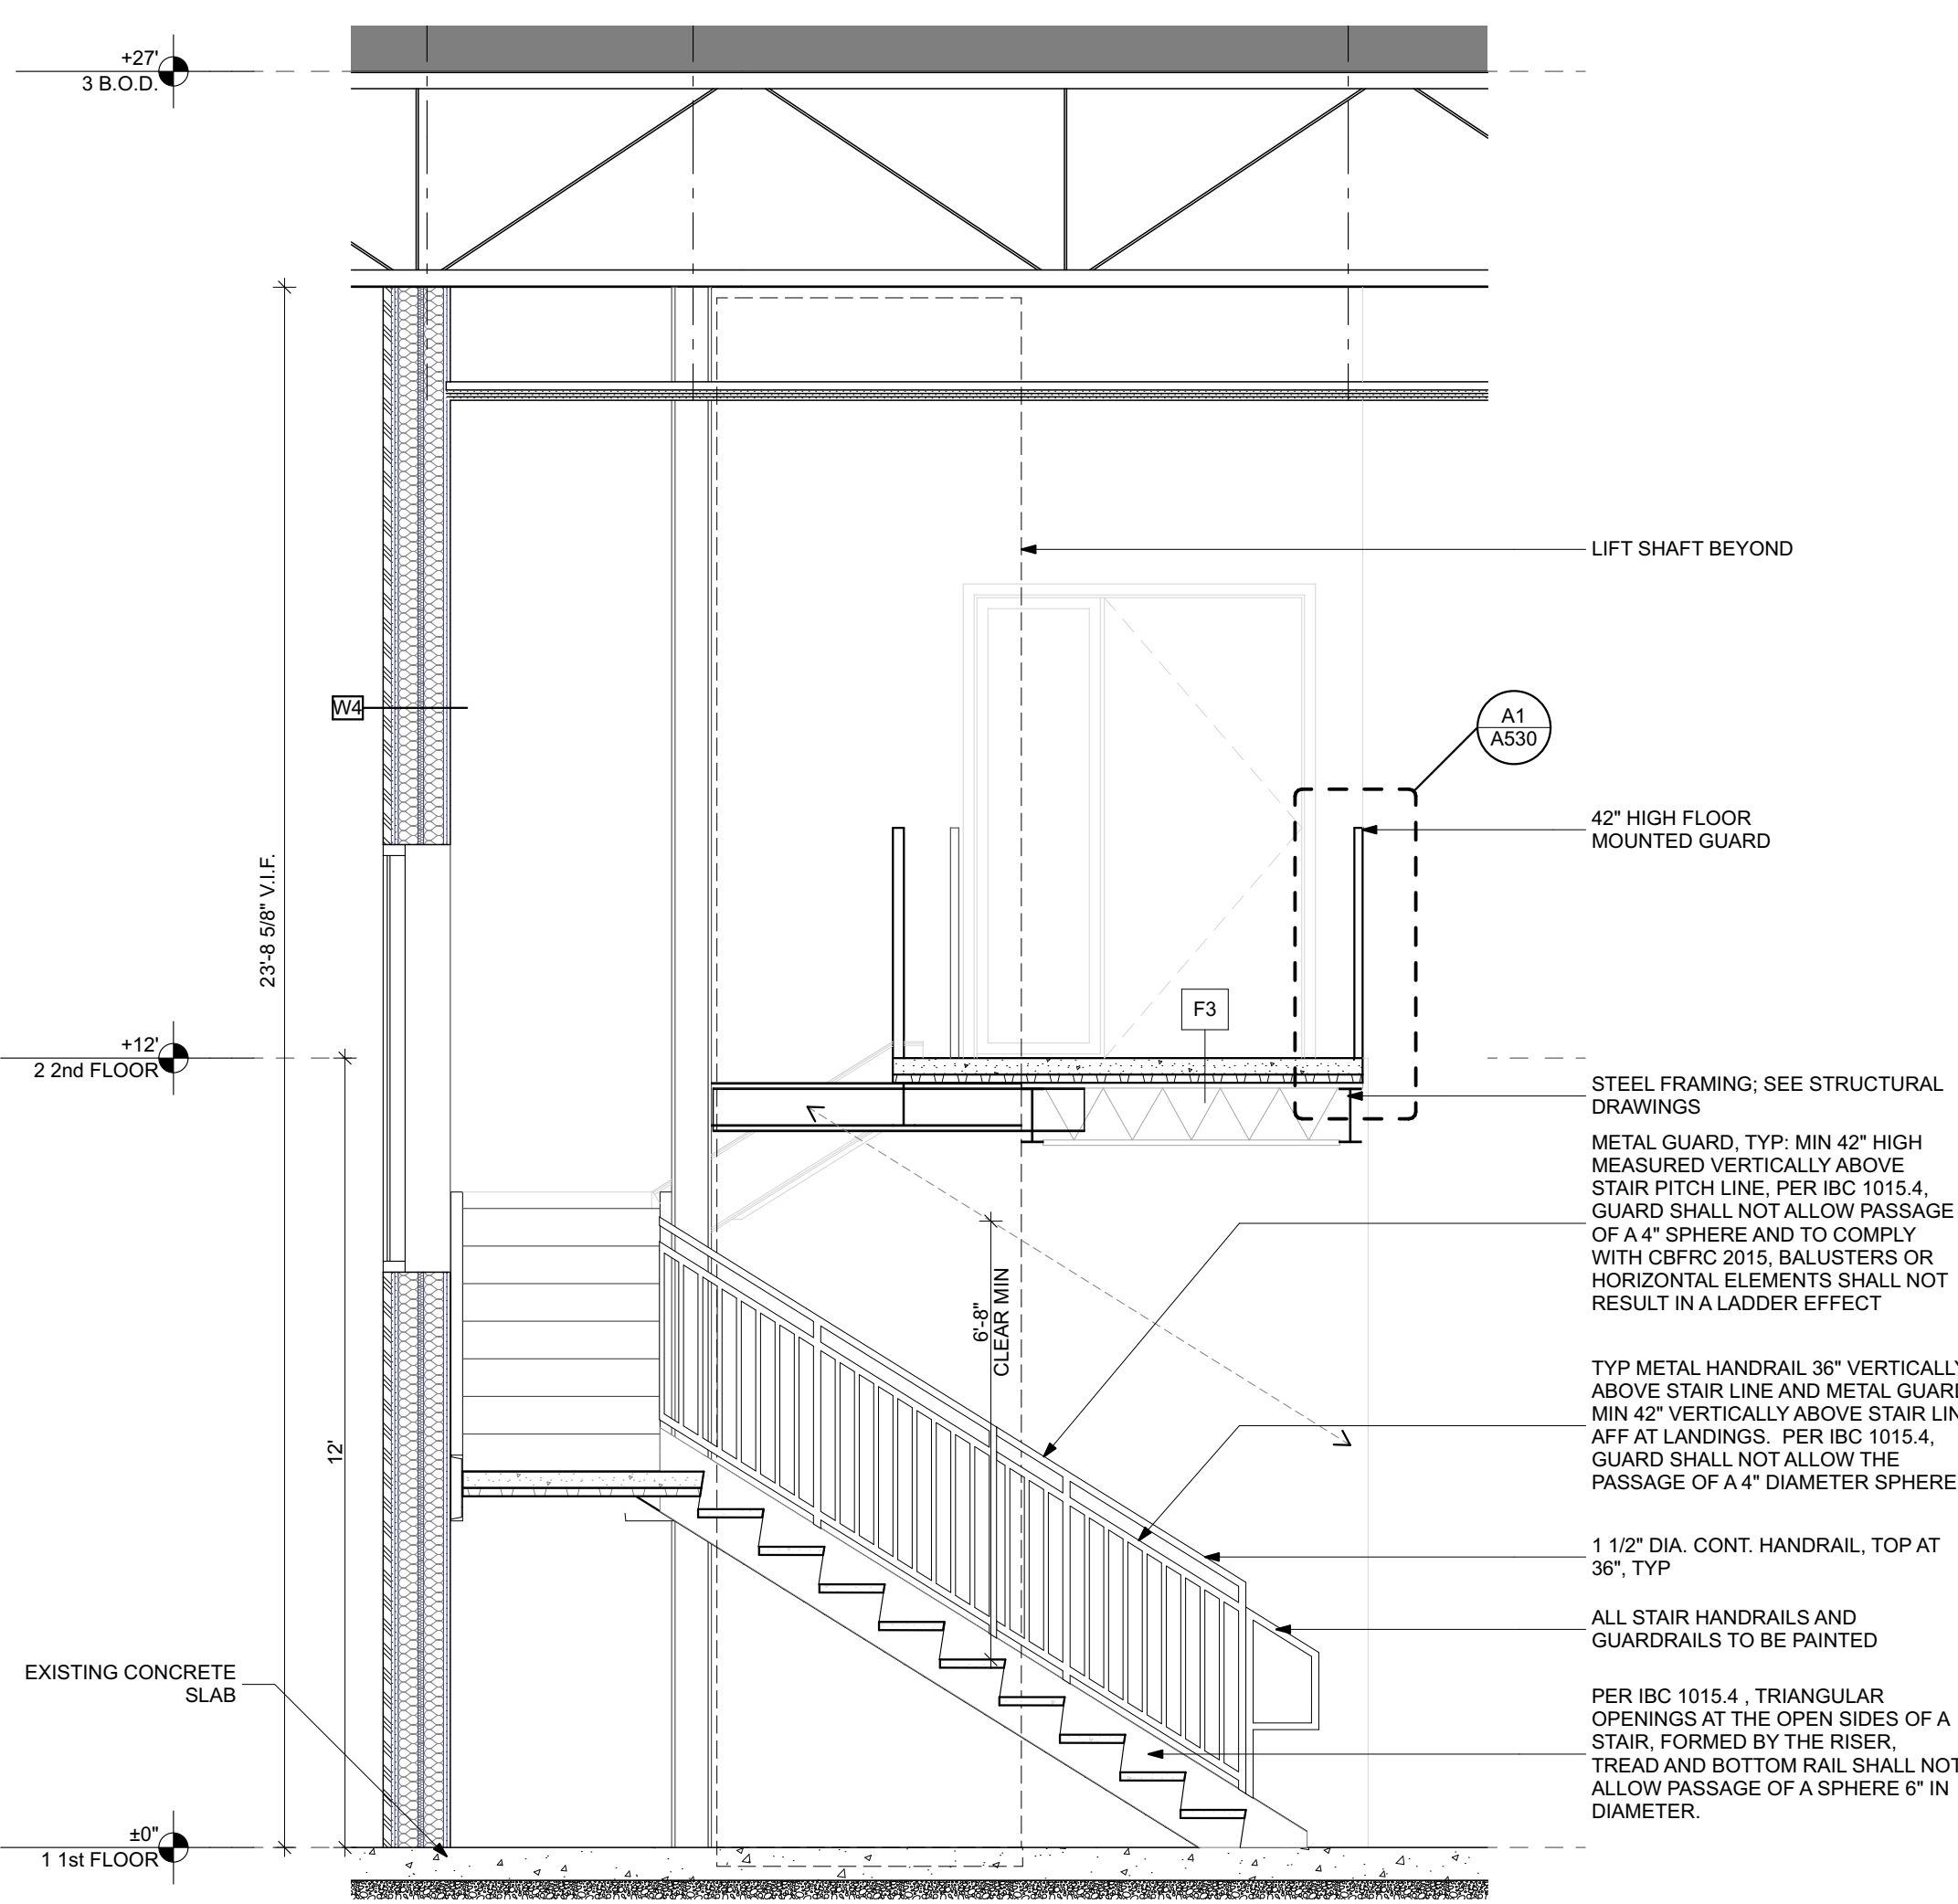 +27'
3 B.O.D.
LIFT SHAFT BEYOND
W4
A1
A530
42" HIGH FLOOR
MOUNTED GUARD
23'-8 5/8" V.I.F.
F3
+12'
2 2nd FLOOR
STEEL FRAMING; SEE STRUCTURAL
DRAWINGS
METAL GUARD, TYP: MIN 42" HIGH
MEASURED VERTICALLY ABOVE
STAIR PITCH LINE, PER IBC 1015.4,
GUARD SHALL NOT ALLOW PASSAGE
OF A 4" SPHERE AND TO COMPLY
WITH CBFRC 2015, BALUSTERS OR
HORIZONTAL ELEMENTS SHALL NOT
RESULT IN A LADDER EFFECT
6'-8"
CLEAR MIN
12'
TYP METAL HANDRAIL 36" VERTICALLY
ABOVE STAIR LINE AND METAL GUAR
MIN 42" VERTICALLY ABOVE STAIR LIN
AFF AT LANDINGS. PER IBC 1015.4,
GUARD SHALL NOT ALLOW THE
PASSAGE OF A 4" DIAMETER SPHERE
1 1/2" DIA. CONT. HANDRAIL, TOP AT
36", TYP
ALL STAIR HANDRAILS AND
GUARDRAILS TO BE PAINTED
EXISTING CONCRETE
SLAB
PER IBC 1015.4 , TRIANGULAR
OPENINGS AT THE OPEN SIDES OF A
STAIR, FORMED BY THE RISER,
TREAD AND BOTTOM RAIL SHALL NOT
ALLOW PASSAGE OF A SPHERE 6" IN
DIAMETER.
±0"
1 1st FLOOR